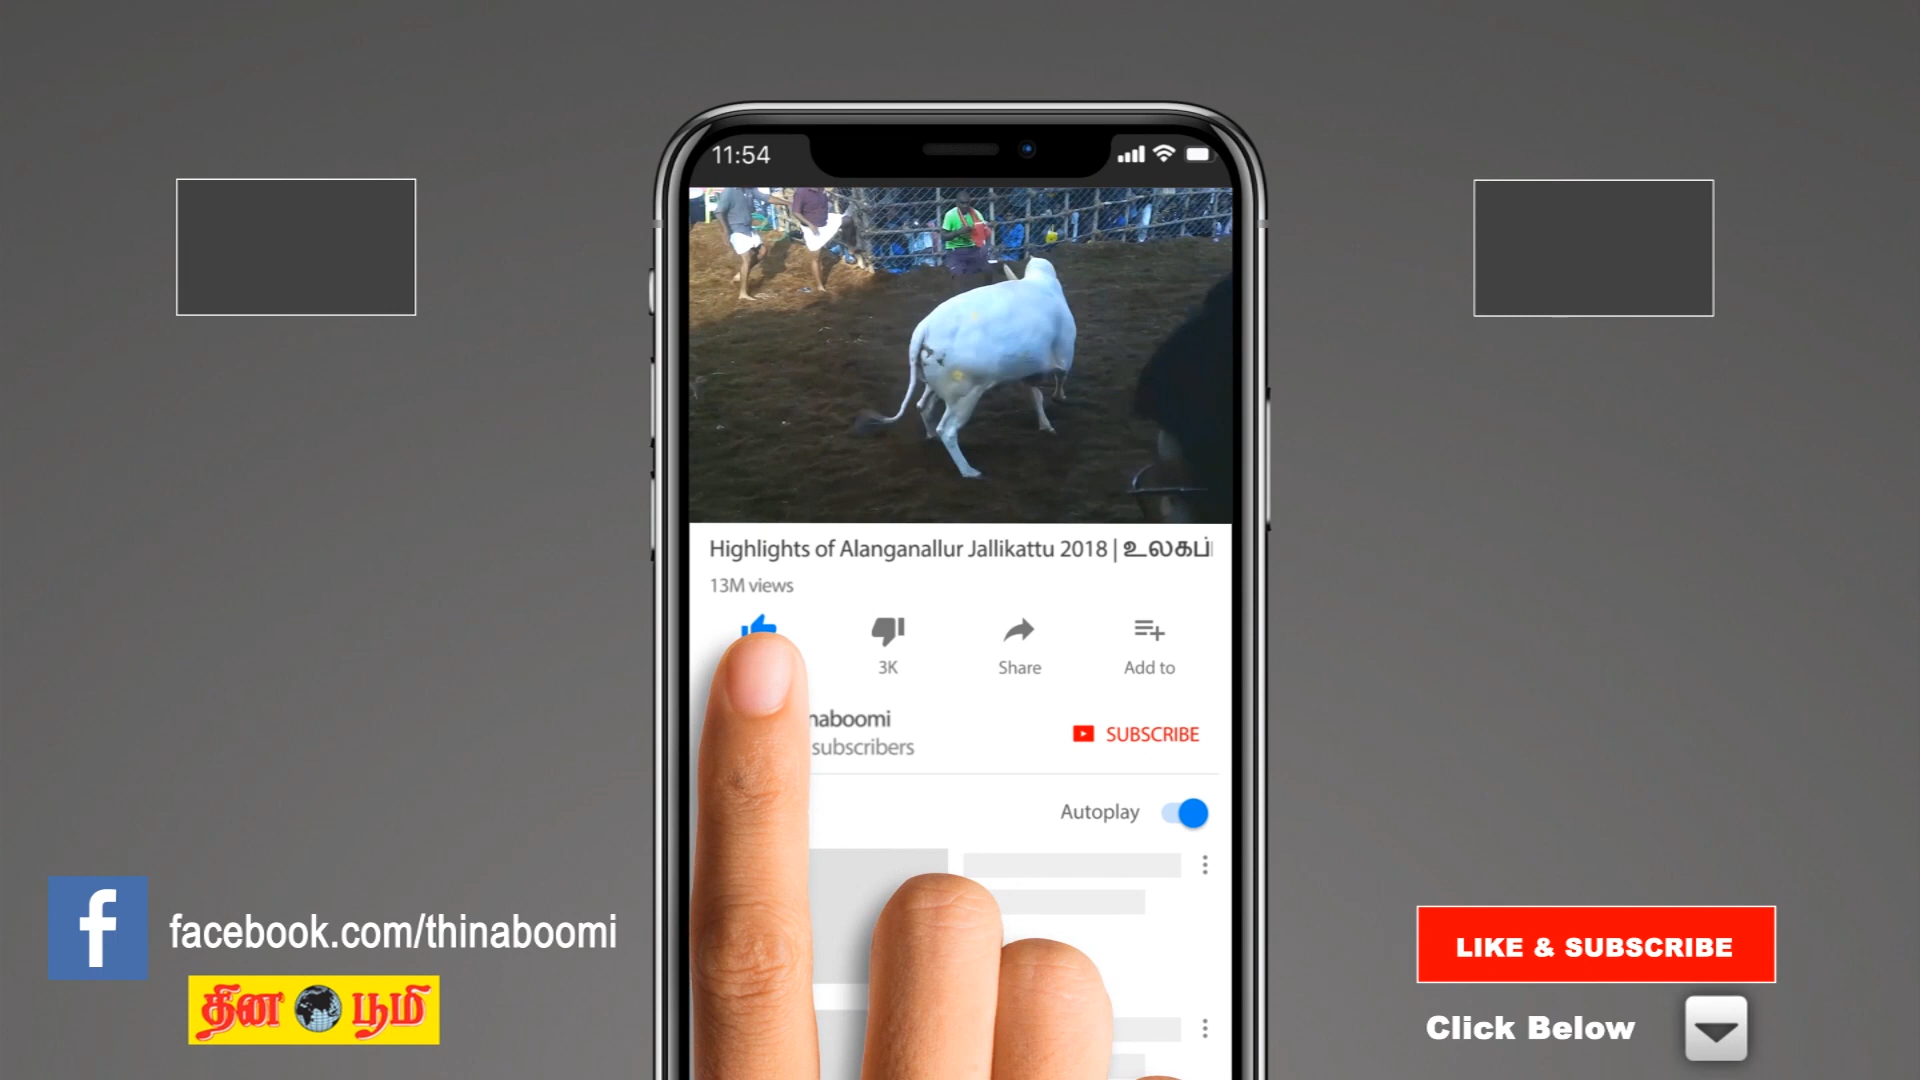 11:54
Highlights of Alanganallur Jallikattu 2018 | உலகப்
13M views
3K
Share
Add to
naboomi
subscribers
SUBSCRIBE
Autoplay
facebook.com/thinaboomi
தின பூமி
LIKE & SUBSCRIBE
Click Below